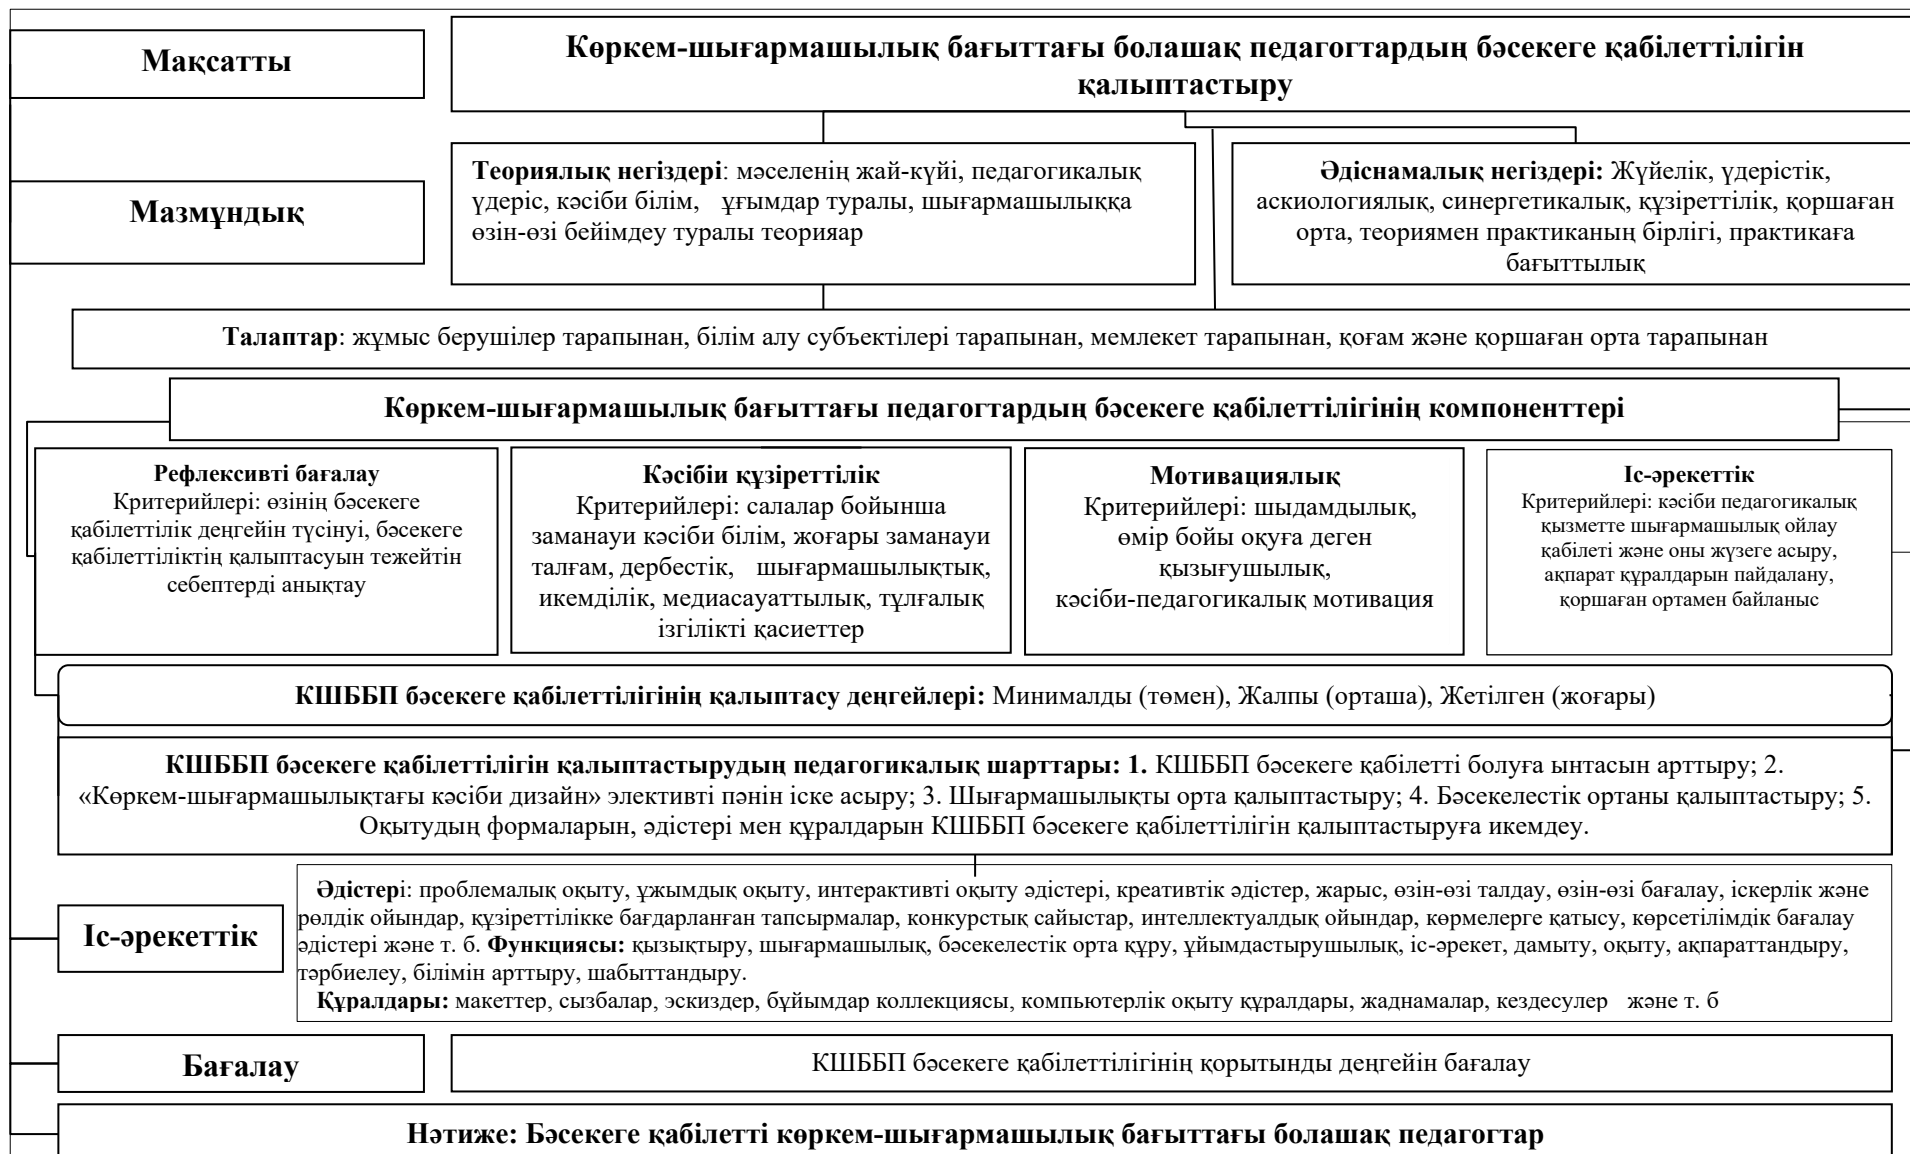 Мақсатты
Көркем-шығармашылық бағыттағы болашақ педагогтардың бәсекеге қабілеттілігін
қалыптастыру
Мазмұндық
Теориялық негіздері: мәселенің жай-күйі, педагогикалық
үдеріс, кәсіби білім, ұғымдар туралы, шығармашылыққа
өзін-өзі бейімдеу туралы теорияар
Әдіснамалық негіздері: Жүйелік, үдерістік,
аскиологиялық, синергетикалық, құзіреттілік, қоршаған
орта, теориямен практиканың бірлігі, практикаға
бағыттылық
Талаптар: жұмыс берушілер тарапынан, білім алу субъектілері тарапынан, мемлекет тарапынан, қоғам және қоршаған орта тарапынан
Көркем-шығармашылық бағыттағы педагогтардың бәсекеге қабілеттілігінің компоненттері
Рефлексивті бағалау
Критерийлері: өзінің бәсекеге
қабілеттілік деңгейін түсінуі, бәсекеге
қабілеттіліктің қалыптасуын тежейтін
себептерді анықтау
Кәсібіи құзіреттілік
Критерийлері: салалар бойынша
заманауи кәсіби білім, жоғары заманауи
талғам, дербестік, шығармашылықтық,
икемділік, медиасауаттылық, тұлғалық
ізгілікті қасиеттер
Мотивациялық
Критерийлері: шыдамдылық,
өмір бойы оқуға деген
қызығушылық,
кәсіби-педагогикалық мотивация
Іс-әрекеттік
Критерийлері: кәсіби педагогикалық
қызметте шығармашылық ойлау
қабілеті және оны жүзеге асыру,
ақпарат құралдарын пайдалану,
қоршаған ортамен байланыс
КШББП бәсекеге қабілеттілігінің қалыптасу деңгейлері: Минималды (төмен), Жалпы (орташа), Жетілген (жоғары)
КШББП бәсекеге қабілеттілігін қалыптастырудың педагогикалық шарттары: 1. КШББП бәсекеге қабілетті болуға ынтасын арттыру; 2.
«Көркем-шығармашылықтағы кәсіби дизайн» элективті пәнін іске асыру; 3. Шығармашылықты орта қалыптастыру; 4. Бәсекелестік ортаны қалыптастыру; 5.
Оқытудың формаларын, әдістері мен құралдарын КШББП бәсекеге қабілеттілігін қалыптастыруға икемдеу.
Іс-әрекеттік
Әдістері: проблемалық оқыту, ұжымдық оқыту, интерактивті оқыту әдістері, креативтік әдістер, жарыс, өзін-өзі талдау, өзін-өзі бағалау, іскерлік және
рөлдік ойындар, құзіреттілікке бағдарланған тапсырмалар, конкурстық сайыстар, интеллектуалдық ойындар, көрмелерге қатысу, көрсетілімдік бағалау
әдістері және т. б. Функциясы: қызықтыру, шығармашылық, бәсекелестік орта құру, ұйымдастырушылық, іс-әрекет, дамыту, оқыту, ақпараттандыру,
тәрбиелеу, білімін арттыру, шабыттандыру.
Құралдары: макеттер, сызбалар, эскиздер, бұйымдар коллекциясы, компьютерлік оқыту құралдары, жаднамалар, кездесулер және т. б
Бағалау
КШББП бәсекеге қабілеттілігінің қорытынды деңгейін бағалау
Нәтиже: Бәсекеге қабілетті көркем-шығармашылық бағыттағы болашақ педагогтар